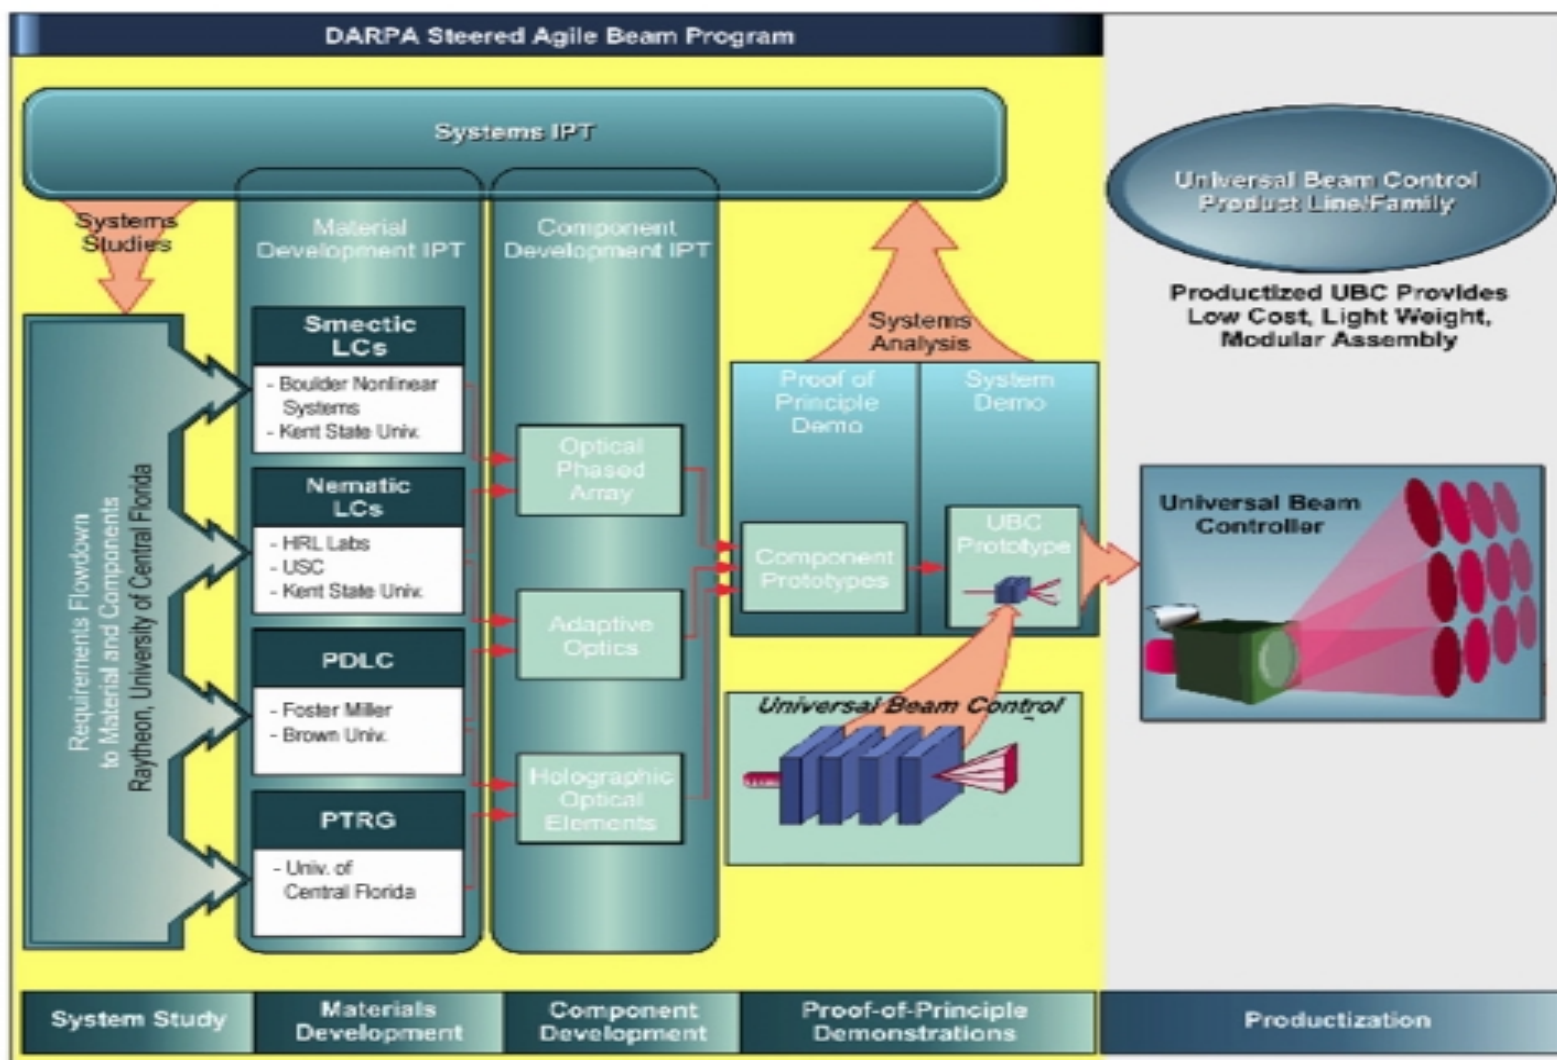 DARPA Steered Agile Beam Program
Systems IPT
Systems
Studies
Requirements Flowdown
to Material and Components
Raytheon, University of Central Florida
Material
Development IPT
Smectic
LCs
- Boulder Nonlinear
Systems
- Kent State Univ.
Nematic
LCs
- HRL Labs
- USC
- Kent State Univ.
PDLC
- Foster Miller
- Brown Univ.
PTRG
- Univ. of
Central Florida
Component
Development IPT
Optical
Phased
Array
Adaptive
Optics
Holographic
Optical
Elements
Systems
Analysis
Proof of
Principle
Demo
Component
Prototypes
System
Demo
UBC
Prototype
Universal Beam Control
Universal Beam Control
Product Line/Family
Productized UBC Provides
Low Cost, Light Weight,
Modular Assembly
Universal Beam
Controller
System Study
Materials
Development
Component
Development
Proof-of-Principle
Demonstrations
Productization